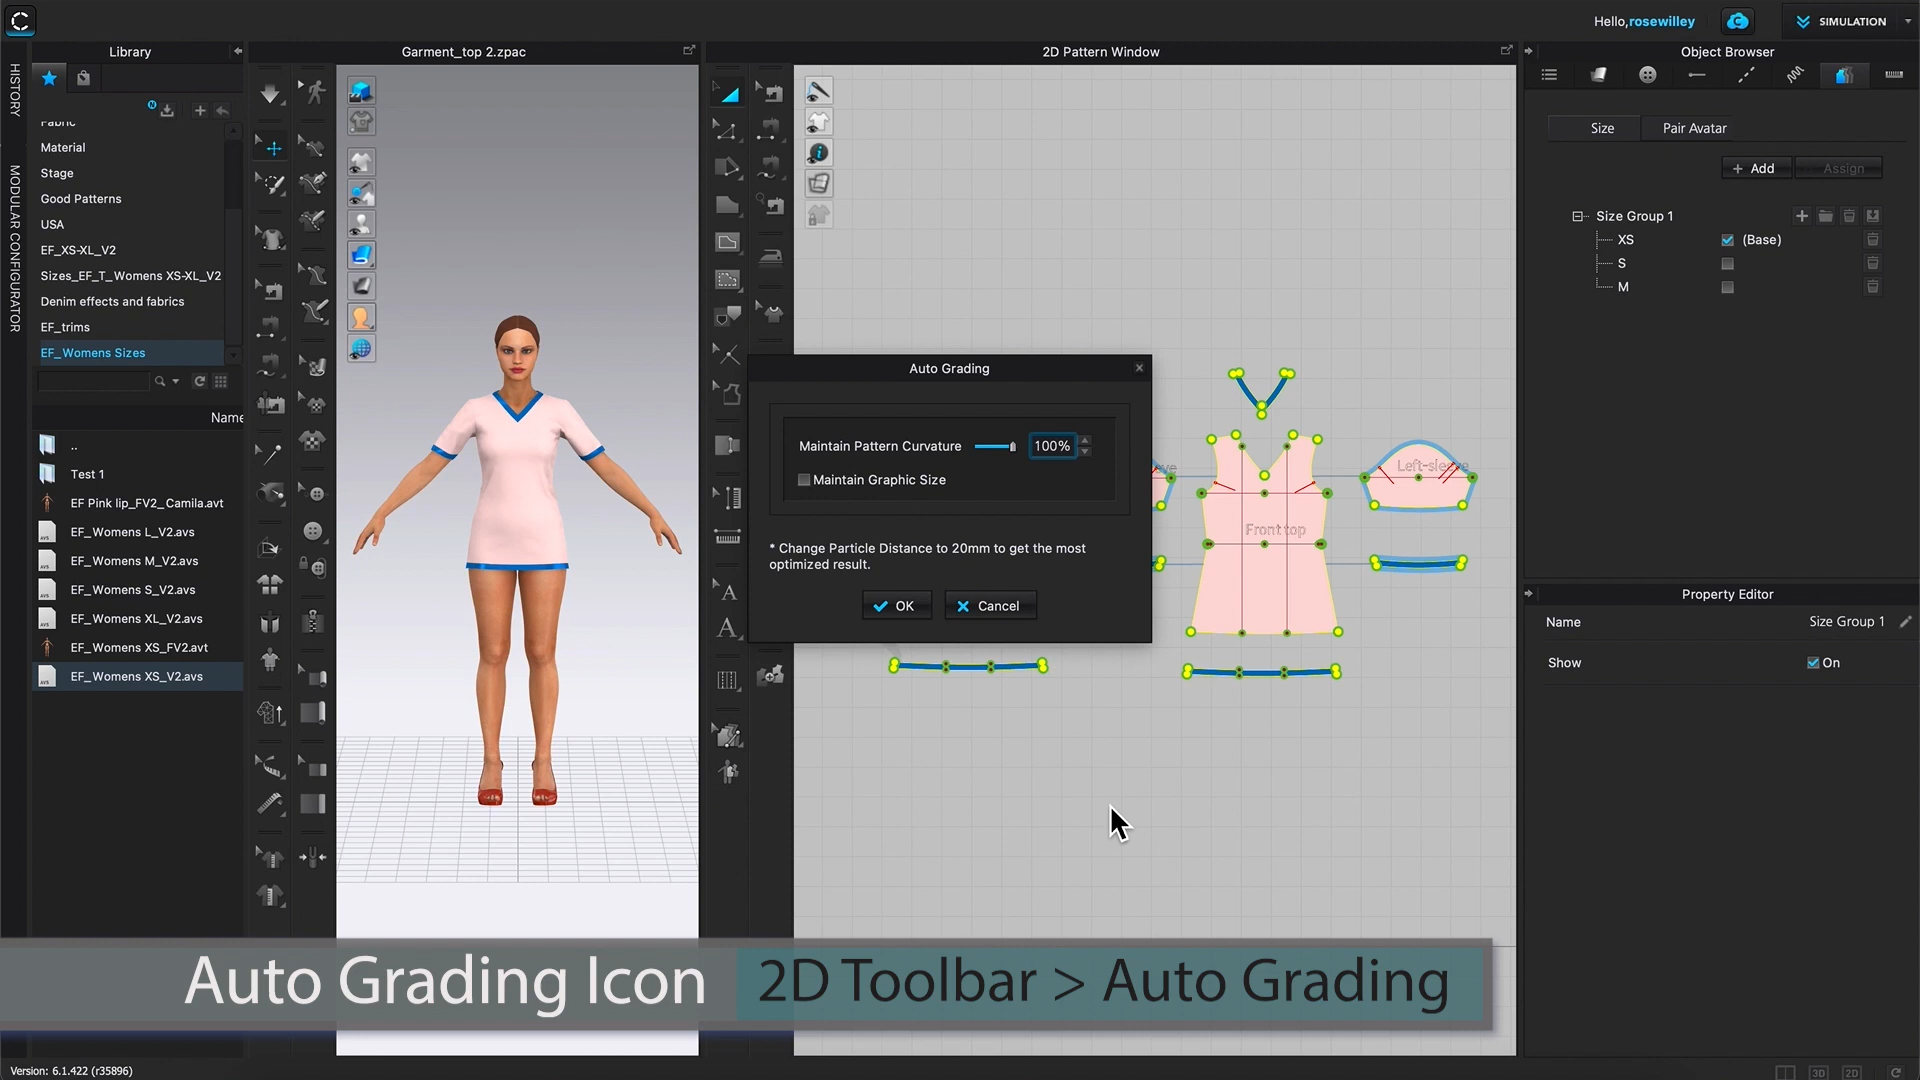 Hello,rosewilley
SIMULATION
Library
Garment_top 2.zpac
2D Pattern Window
Object Browser
HISTORY
MODULAR CONFIGURATOR
Fabric
Material
Stage
Good Patterns
USA
EF_XS-XL_V2
Sizes_EF_T_Womens XS-XL_V2
Denim effects and fabrics
EF_trims
EF_Womens Sizes
Name
..
Test 1
EF Pink lip_FV2_ Camila.avt
EF_Womens L_V2.avs
EF_Womens M_V2.avs
EF_Womens S_V2.avs
EF_Womens XL_V2.avs
EF_Womens XS_FV2.avt
EF_Womens XS_V2.avs
Auto Grading
Maintain Pattern Curvature
100%
Maintain Graphic Size
* Change Particle Distance to 20mm to get the most
optimized result.
OK
Cancel
Left-sleeve
Front top
Size
Pair Avatar
+ Add
Assign
Size Group 1
XS
(Base)
S
M
Property Editor
Name
Size Group 1
Show
On
Auto Grading Icon
2D Toolbar > Auto Grading
Version: 6.1.422 (r35896)
3D
2D